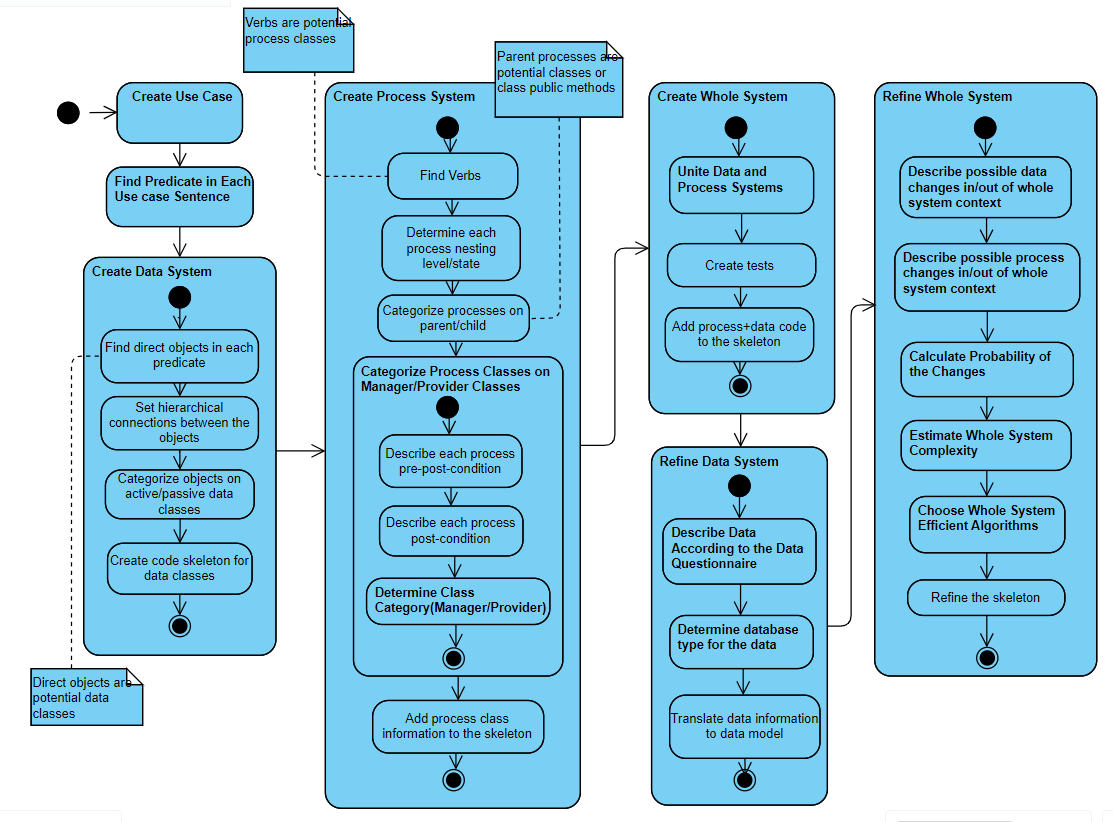 Verbs are potential
process classes
Parent processes are
potential classes or
class public methods
Create Use Case
Find Predicate in Each
Use case Sentence
Create Data System
Find direct objects in each
predicate
Set hierarchical
connections between the
objects
Categorize objects on
active/passive data
classes
Create code skeleton for
data classes
Direct objects are
potential data
classes
Create Process System
Find Verbs
Determine each
process nesting
level/state
Categorize processes on
parent/child
Categorize Process Classes on
Manager/Provider Classes
Describe each process
pre-post-condition
Describe each process
post-condition
Determine Class
Category(Manager/Provider)
Add process class
information to the skeleton
Create Whole System
Unite Data and
Process Systems
Create tests
Add process+data code
to the skeleton
Refine Data System
Describe Data
According to the Data
Questionnaire
Determine database
type for the data
Translate data information
to data model
Refine Whole System
Describe possible data
changes in/out of whole
system context
Describe possible process
changes in/out of whole
system context
Calculate Probability of
the Changes
Estimate Whole System
Complexity
Choose Whole System
Efficient Algorithms
Refine the skeleton